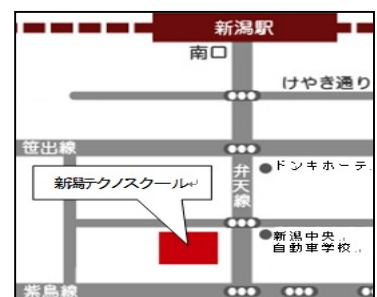 新潟駅
南口
けやき通り
笹出線
弁天線
ドンキホーテ
新潟テクノスクール↵
新潟中央
自動車学校
紫鳥線